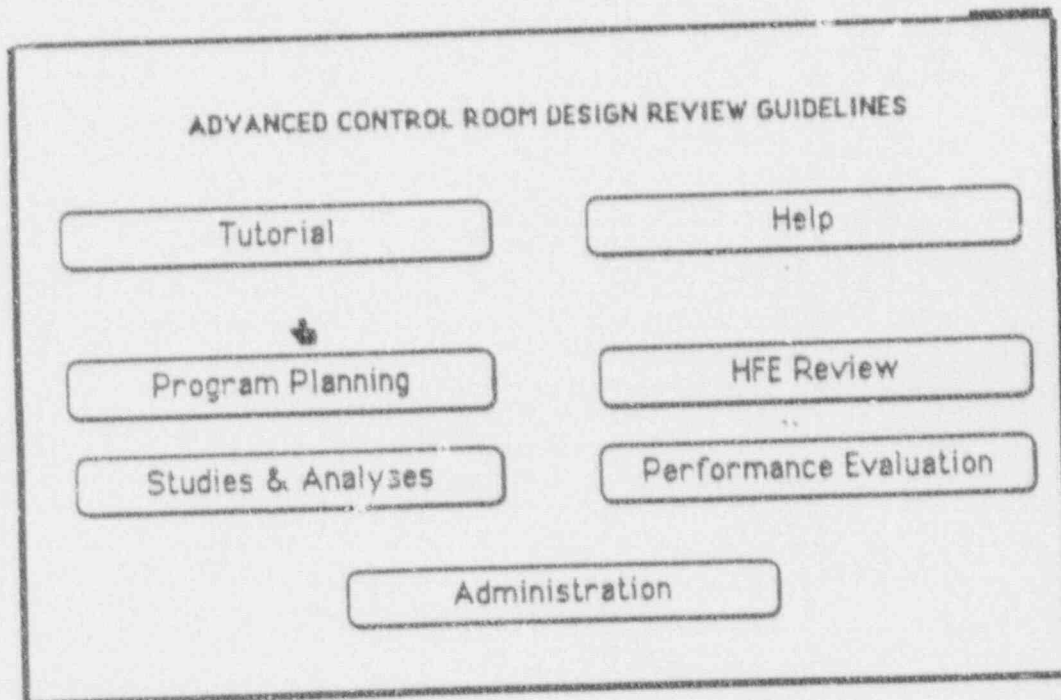 ADVANCED CONTROL ROOM DESIGN REVIEW GUIDELINES
Tutorial
Help
Program Planning
HFE Review
Studies & Analyses
Performance Evaluation
Administration